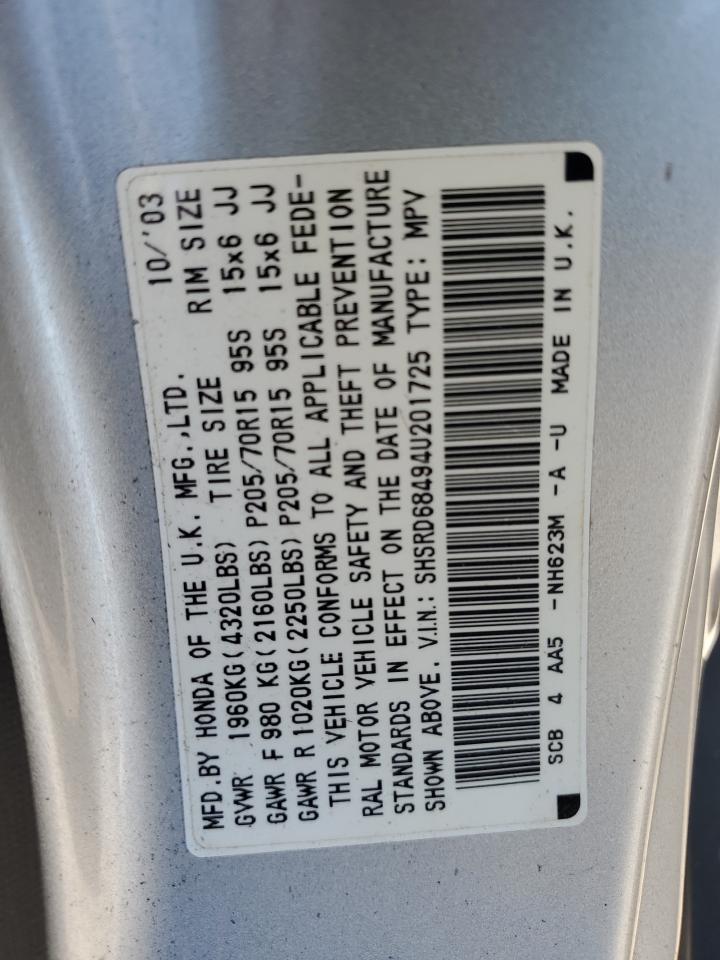 MFD.BY HONDA OF THE U.K. MFG.,LTD. 10/'03
GVWR 1960KG(4320LBS) TIRE SIZE RIM SIZE
GAWR F 980 KG(2160LBS) P205/70R15 95S 15x6 JJ
GAWR R 1020KG(2250LBS) P205/70R15 95S 15x6 JJ
THIS VEHICLE CONFORMS TO ALL APPLICABLE FEDE-
RAL MOTOR VEHICLE SAFETY AND THEFT PREVENTION
STANDARDS IN EFFECT ON THE DATE OF MANUFACTURE
SHOWN ABOVE. V.I.N.: SHSRD68494U201725 TYPE: MPV
SCB 4 AA5 -NH623M -A -U MADE IN U.K.